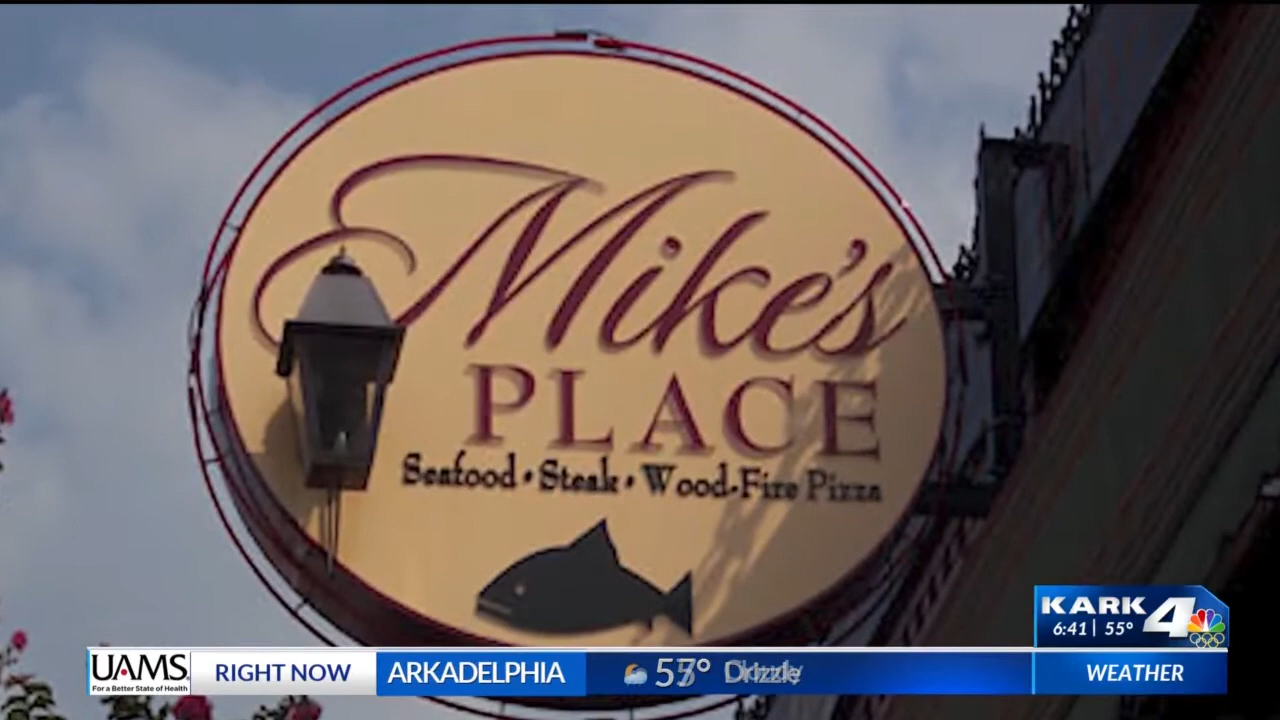 Mike's
PLACE
Seafood • Steak • Wood-Fire Pizza
KARK 4
6:41 55°
UAMS
For a Better State of Health
RIGHT NOW
ARKADELPHIA
Drizzle
WEATHER